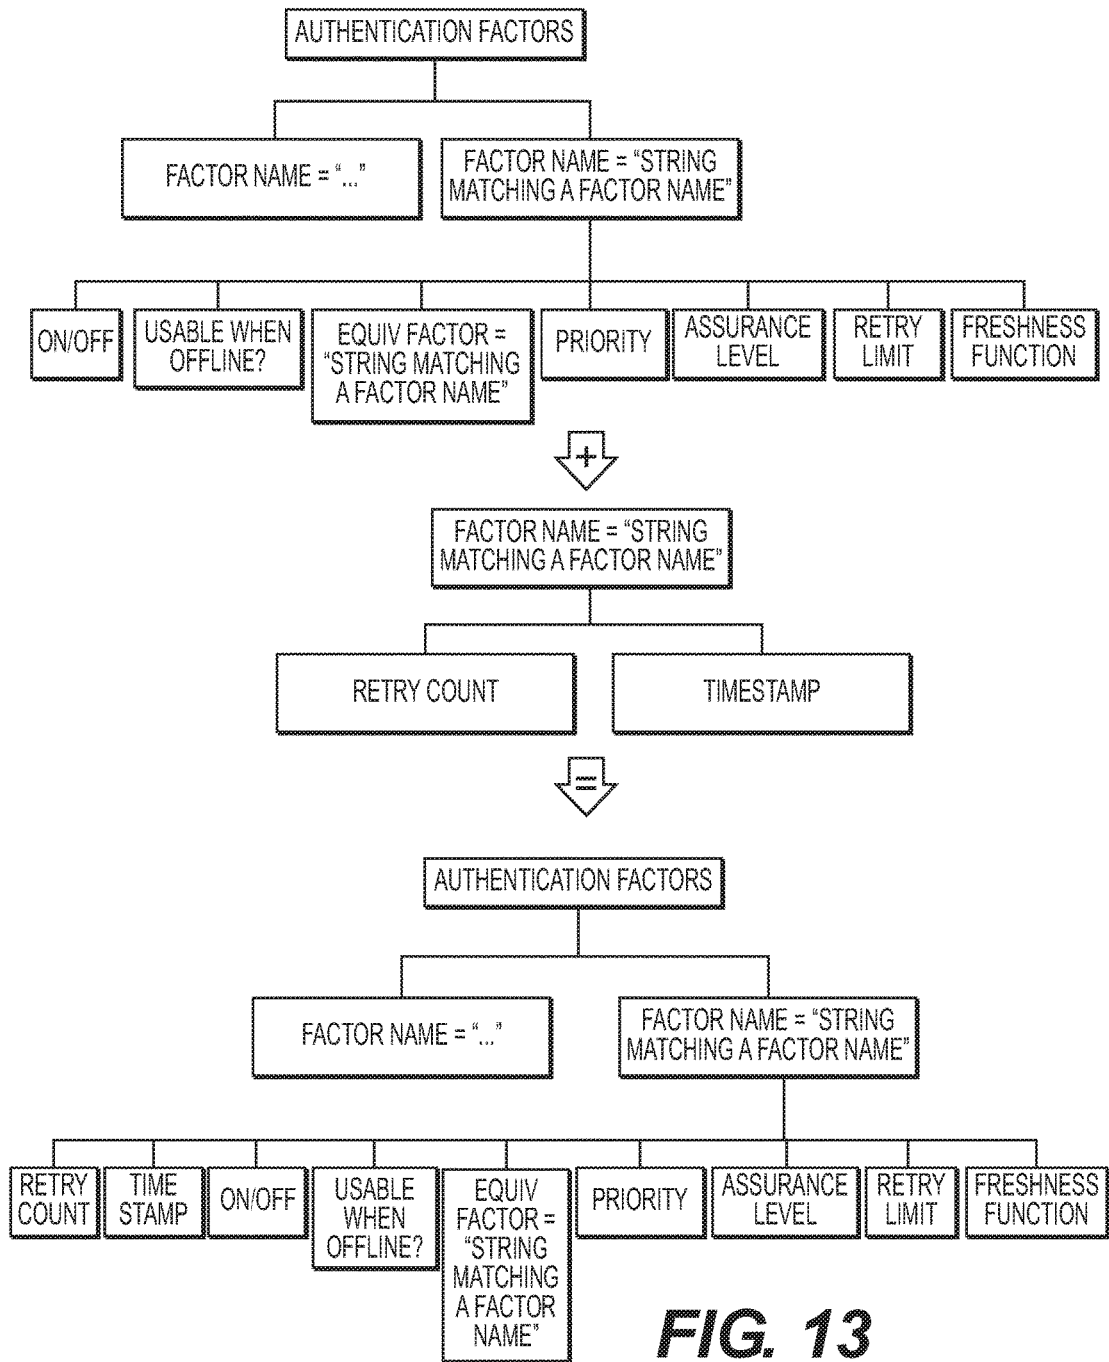 AUTHENTICATION FACTORS
FACTOR NAME = "..."
FACTOR NAME = "STRING
MATCHING A FACTOR NAME"
ON/OFF
USABLE WHEN
OFFLINE?
EQUIV FACTOR =
"STRING MATCHING
A FACTOR NAME"
PRIORITY
ASSURANCE
LEVEL
RETRY
LIMIT
FRESHNESS
FUNCTION
+
FACTOR NAME = "STRING
MATCHING A FACTOR NAME"
RETRY COUNT
TIMESTAMP
=
AUTHENTICATION FACTORS
FACTOR NAME = "..."
FACTOR NAME = "STRING
MATCHING A FACTOR NAME"
RETRY
COUNT
TIME
STAMP
ON/OFF
USABLE
WHEN
OFFLINE?
EQUIV
FACTOR =
"STRING
MATCHING
A FACTOR
NAME"
PRIORITY
ASSURANCE
LEVEL
RETRY
LIMIT
FRESHNESS
FUNCTION
FIG. 13